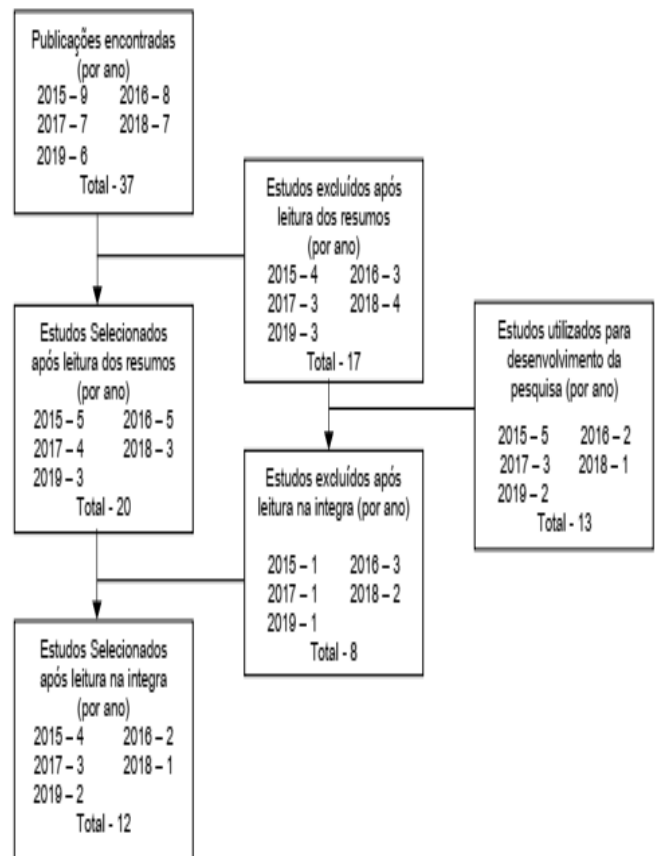 Publicações encontradas
(por ano)
2015 – 9 2016 – 8
2017 – 7 2018 – 7
2019 – 6
Total - 37
Estudos excluídos após
leitura dos resumos
(por ano)
2015 – 4 2016 – 3
2017 – 3 2018 – 4
2019 – 3
Total - 17
Estudos Selecionados
após leitura dos resumos
(por ano)
2015 – 5 2016 – 5
2017 – 4 2018 – 3
2019 – 3
Total - 20
Estudos utilizados para
desenvolvimento da
pesquisa (por ano)
2015 – 5 2016 – 2
2017 – 3 2018 – 1
2019 – 2
Total - 13
Estudos excluídos após
leitura na integra (por ano)
2015 – 1 2016 – 3
2017 – 1 2018 – 2
2019 – 1
Total - 8
Estudos Selecionados
após leitura na integra
(por ano)
2015 – 4 2016 – 2
2017 – 3 2018 – 1
2019 – 2
Total - 12